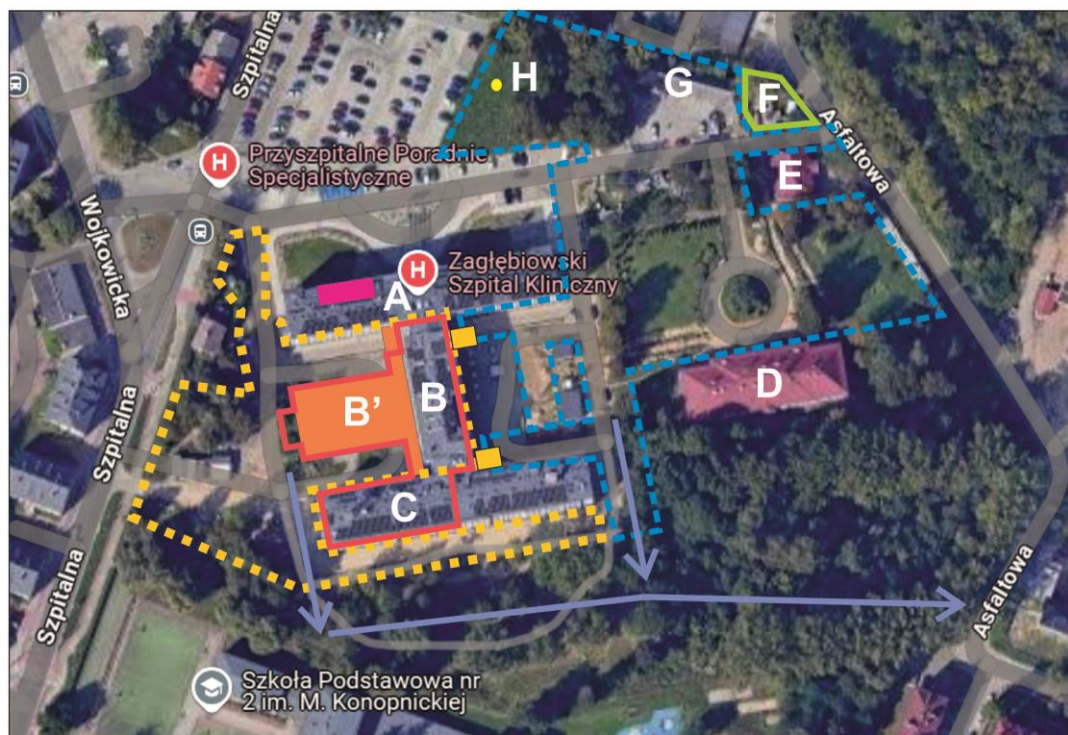 Szpitalna
H
G
F
Asfaltowa
H
Przyszpitalne Poradnie
Specjalistyczne
E
Wojkowicka
H
Zagłębiowski
Szpital Kliniczny
A
B
B'
D
C
Szpitalna
Szpitalna
Asfaltowa
Szkoła Podstawowa nr
2 im. M. Konopnickiej